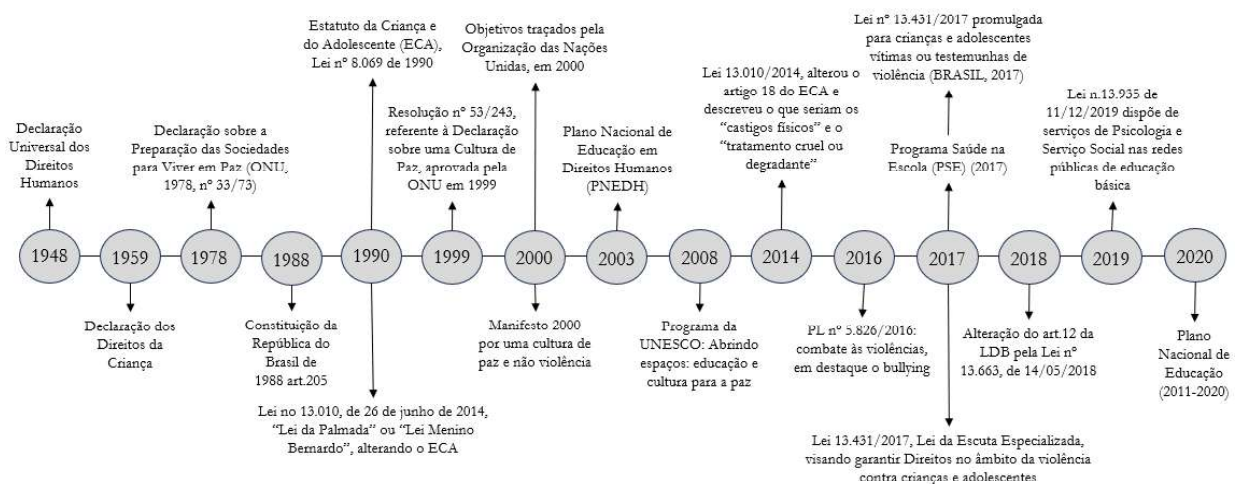 Declaração
Universal dos
Direitos
Humanos
Declaração sobre a
Preparação das Sociedades
para Viver em Paz (ONU,
1978, nº 33/73)
Estatuto da Criança e
do Adolescente (ECA),
Lei nº 8.069 de 1990
Resolução nº 53/243,
referente à Declaração
sobre uma Cultura de
Paz, aprovada pela
ONU em 1999
Objetivos traçados pela
Organização das Nações
Unidas, em 2000
Plano Nacional de
Educação em
Direitos Humanos
(PNEDH)
Lei 13.010/2014, alterou o
artigo 18 do ECA e
descreveu o que seriam os
“castigos físicos” e o
“tratamento cruel ou
degradante”
Lei nº 13.431/2017 promulgada
para crianças e adolescentes
vítimas ou testemunhas de
violência (BRASIL, 2017)
Programa Saúde na
Escola (PSE) (2017)
Lei n.13.935 de
11/12/2019 dispõe de
serviços de Psicologia e
Serviço Social nas redes
públicas de educação
básica
1948 1959 1978 1988 1990 1999 2000 2003 2008 2014 2016 2017 2018 2019 2020
Declaração dos
Direitos da
Criança
Constituição da
República do
Brasil de
1988 art.205
Lei no 13.010, de 26 de junho de 2014,
“Lei da Palmada” ou “Lei Menino
Bernardo”, alterando o ECA
Manifesto 2000
por uma cultura de
paz e não violência
Programa da
UNESCO: Abrindo
espaços: educação e
cultura para a paz
PL nº 5.826/2016:
combate às violências,
em destaque o bullying
Lei 13.431/2017, Lei da Escuta Especializada,
visando garantir Direitos no âmbito da violência
contra crianças e adolescentes
Alteração do art.12 da
LDB pela Lei nº
13.663, de 14/05/2018
Plano
Nacional de
Educação
(2011-2020)